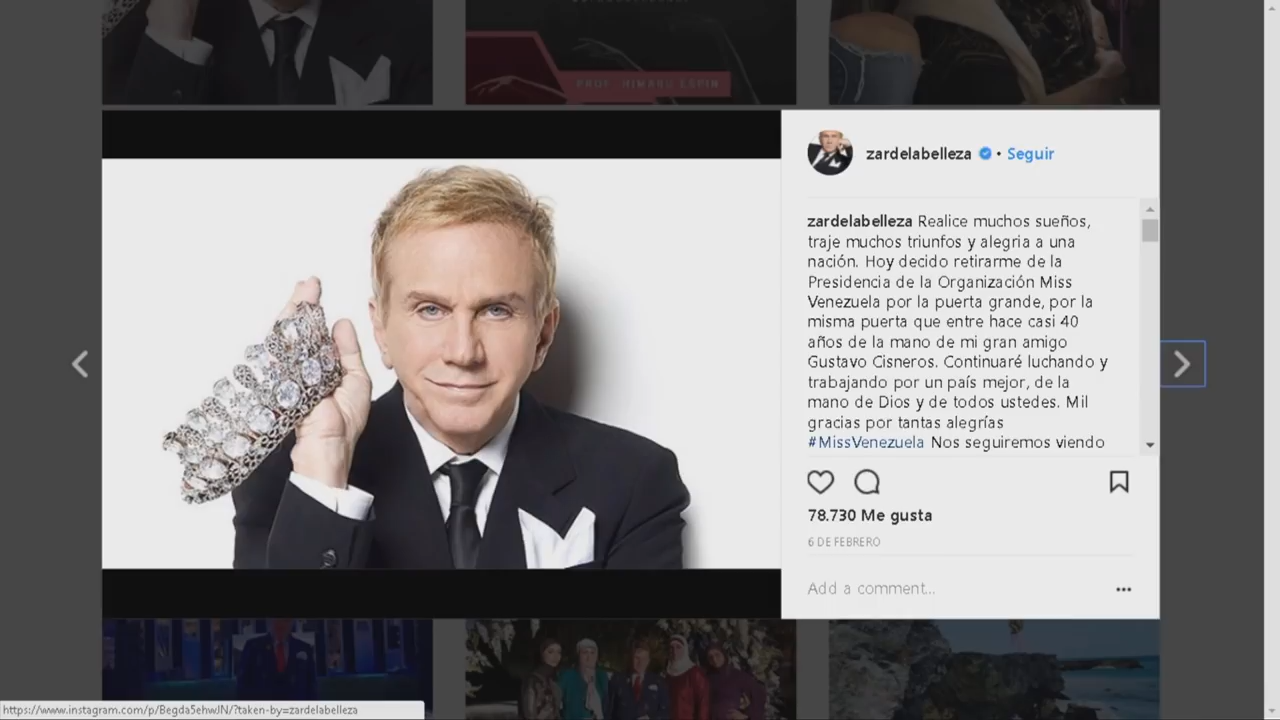 PROF. HIMARU ESPIN
zardelabelleza • Seguir
zardelabelleza Realice muchos sueños,
traje muchos triunfos y alegria a una
nación. Hoy decido retirarme de la
Presidencia de la Organización Miss
Venezuela por la puerta grande, por la
misma puerta que entre hace casi 40
años de la mano de mi gran amigo
Gustavo Cisneros. Continuaré luchando y
trabajando por un país mejor, de la
mano de Dios y de todos ustedes. Mil
gracias por tantas alegrías
#MissVenezuela Nos seguiremos viendo
78.730 Me gusta
6 DE FEBRERO
Add a comment...
https://www.instagram.com/p/Begda5ehwJN/?taken-by=zardelabelleza